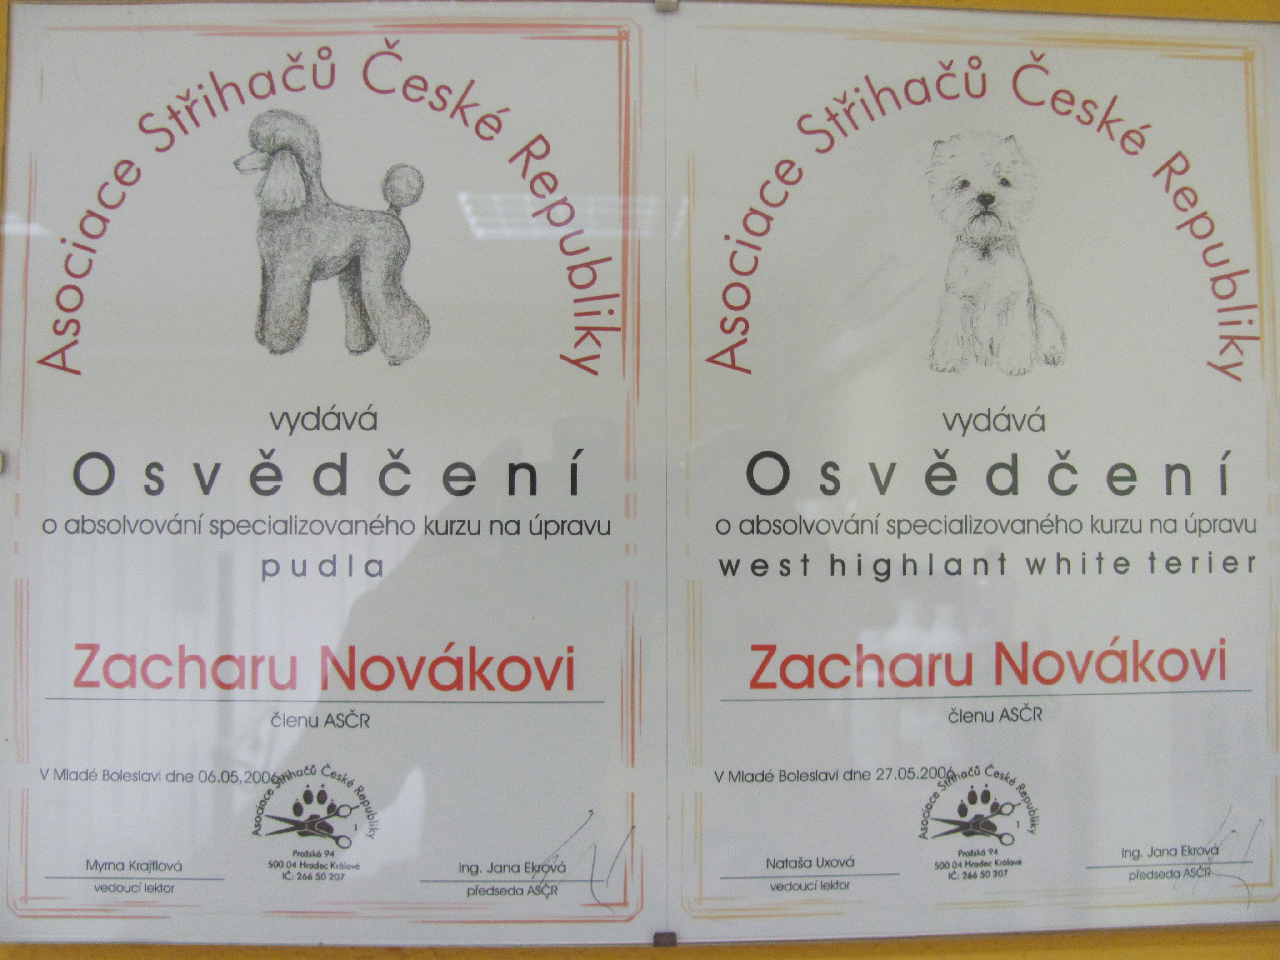 Asociace Střihačů České Republiky
vydává
Osvědčení
o absolvování specializovaného kurzu na úpravu
pudla
Zacharu Novákovi
členu ASČR
V Mladé Boleslavi dne 06.05.2006
Asociace Střihačů České Republiky
Pražská 94
500 04 Hradec Králové
IČ: 266 50 207
Myrna Krajtlová
vedoucí lektor
Ing. Jana Ekrová
předseda ASČR
Asociace Střihačů České Republiky
vydává
Osvědčení
o absolvování specializovaného kurzu na úpravu
west highlant white terier
Zacharu Novákovi
členu ASČR
V Mladé Boleslavi dne 27.05.2006
Asociace Střihačů České Republiky
Pražská 94
500 04 Hradec Králové
IČ: 266 50 207
Nataša Uxová
vedoucí lektor
Ing. Jana Ekrová
předseda ASČR